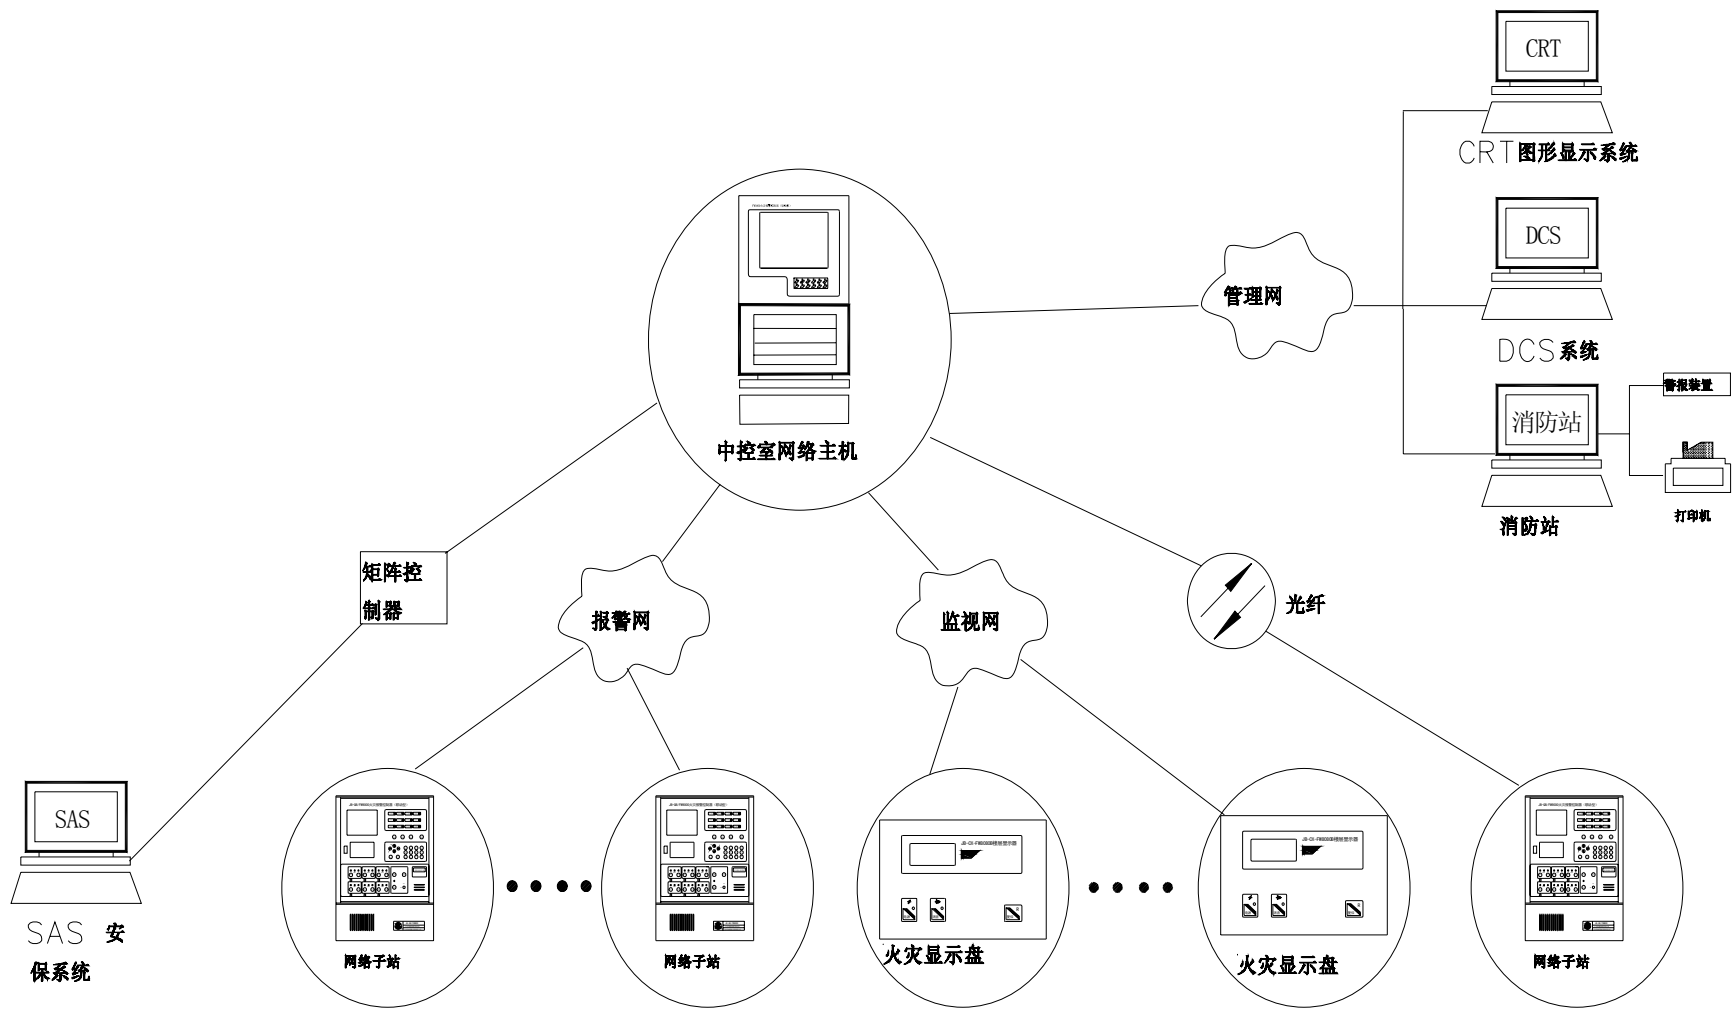 CRT
CRT图形显示系统
DCS
DCS系统
管理网
中控室网络主机
消防站
消防站
警报装置
打印机
矩阵控
制器
报警网
监视网
光纤
SAS
SAS 安
保系统
网络子站
网络子站
火灾显示盘
火灾显示盘
网络子站